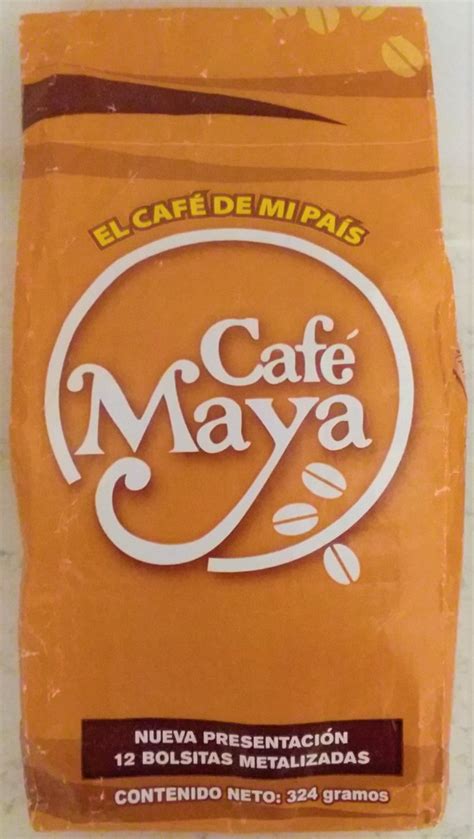 EL CAFÉ DE MI PAÍS
Café
Maya
NUEVA PRESENTACIÓN
12 BOLSITAS METALIZADAS
CONTENIDO NETO: 324 gramos